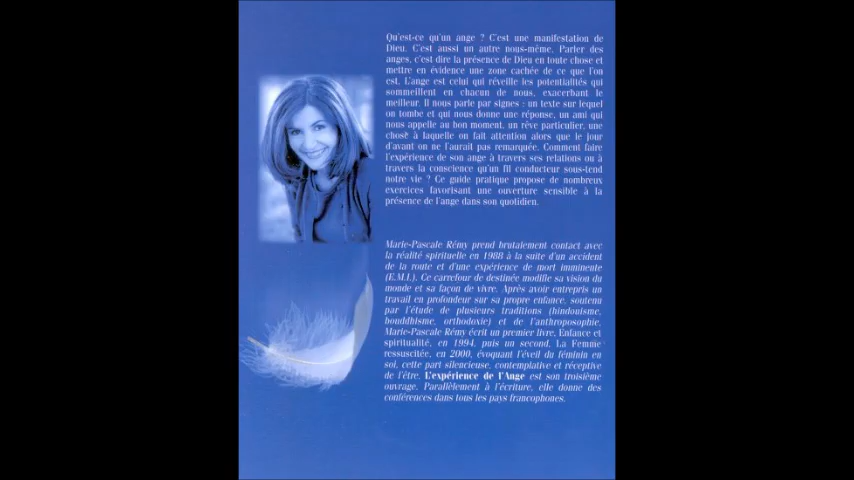 Qu'est-ce qu'un ange ? C'est une manifestation de
Dieu. C'est aussi un autre nous-même. Parler des
anges, c'est dire la présence de Dieu en toute chose et
mettre en évidence une zone cachée de ce que l'on
est. L'ange est celui qui réveille les potentialités qui
sommeillent en chacun de nous, exacerbant le
meilleur. Il nous parle par signes : un texte sur lequel
on tombe et qui nous donne une réponse, un ami qui
nous appelle au bon moment, un rêve particulier, une
chose à laquelle on fait attention alors que le jour
d'avant on ne l'aurait pas remarquée. Comment faire
l'expérience de son ange à travers ses relations ou à
travers la conscience qu'un fil conducteur sous-tend
notre vie ? Ce guide pratique propose de nombreux
exercices favorisant une ouverture sensible à la
présence de l'ange dans son quotidien.
Marie-Pascale Rémy prend brutalement contact avec
la réalité spirituelle en 1988 à la suite d'un accident
de la route et d'une expérience de mort imminente
(E.M.I.). Ce carrefour de destinée modifie sa vision du
monde et sa façon de vivre. Après avoir entrepris un
travail en profondeur sur sa propre enfance, soutenu
par l'étude de plusieurs traditions (hindouisme,
bouddhisme, orthodoxie) et de l'anthroposophie,
Marie-Pascale Rémy écrit un premier livre, Enfance et
spiritualité, en 1994, puis un second, La Femme
ressuscitée, en 2000, évoquant l'éveil du féminin en
soi, cette part silencieuse, contemplative et réceptive
de l'être. L'expérience de l'Ange est son troisième
ouvrage. Parallèlement à l'écriture, elle donne des
conférences dans tous les pays francophones.